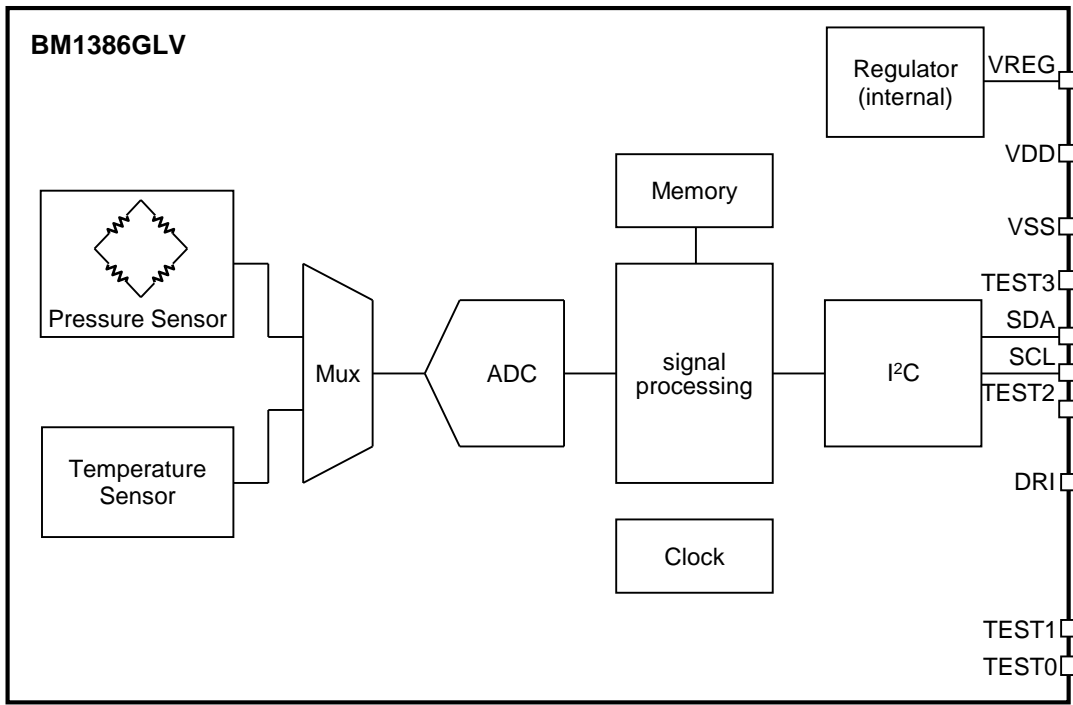 BM1386GLV
Regulator
(internal)
VREG
VDD
Memory
VSS
TEST3
Pressure Sensor
SDA
Mux
ADC
signal
processing
I²C
SCL
TEST2
Temperature
Sensor
DRI
Clock
TEST1
TEST0